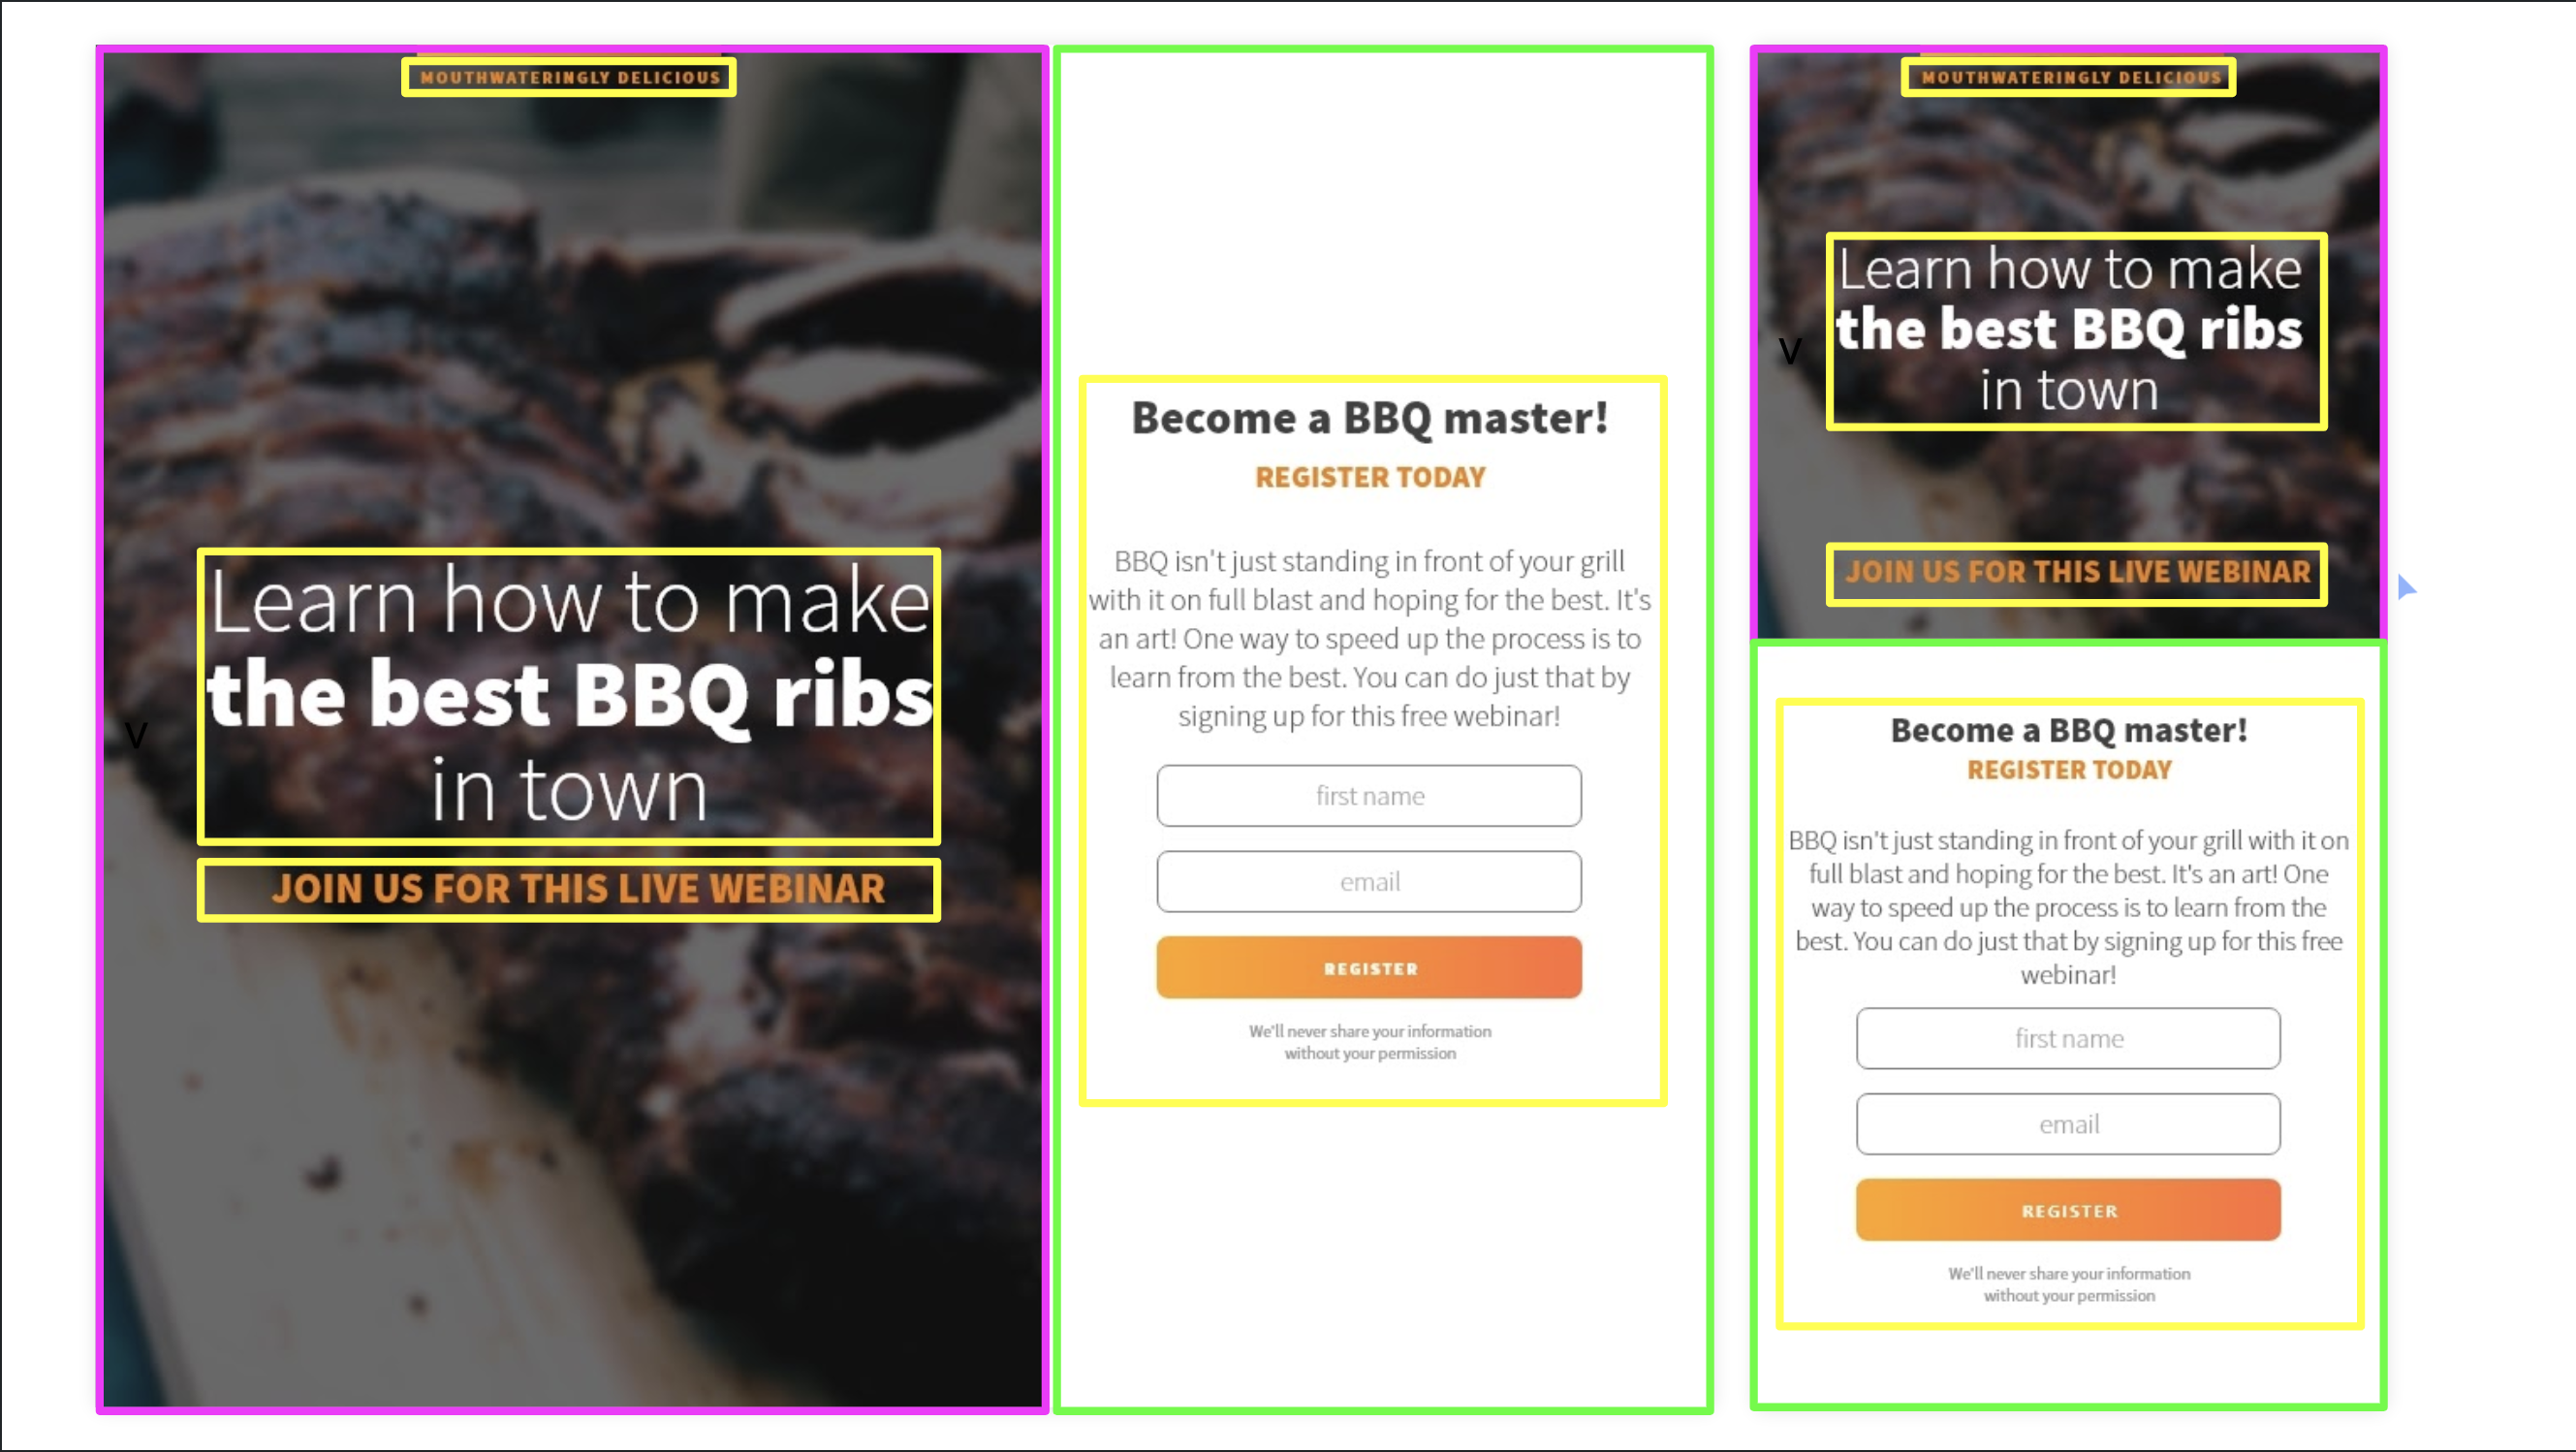 MOUTHWATERINGLY DELICIOUS
Learn how to make
the best BBQ ribs
in town
V
JOIN US FOR THIS LIVE WEBINAR
Become a BBQ master!
REGISTER TODAY
BBQ isn't just standing in front of your grill
with it on full blast and hoping for the best. It's
an art! One way to speed up the process is to
learn from the best. You can do just that by
signing up for this free webinar!
first name
email
REGISTER
We'll never share your information
without your permission
MOUTHWATERINGLY DELICIOUS
Learn how to make
the best BBQ ribs
V
in town
JOIN US FOR THIS LIVE WEBINAR
Become a BBQ master!
REGISTER TODAY
BBQ isn't just standing in front of your grill with it on
full blast and hoping for the best. It's an art! One
way to speed up the process is to learn from the
best. You can do just that by signing up for this free
webinar!
first name
email
REGISTER
We'll never share your information
without your permission